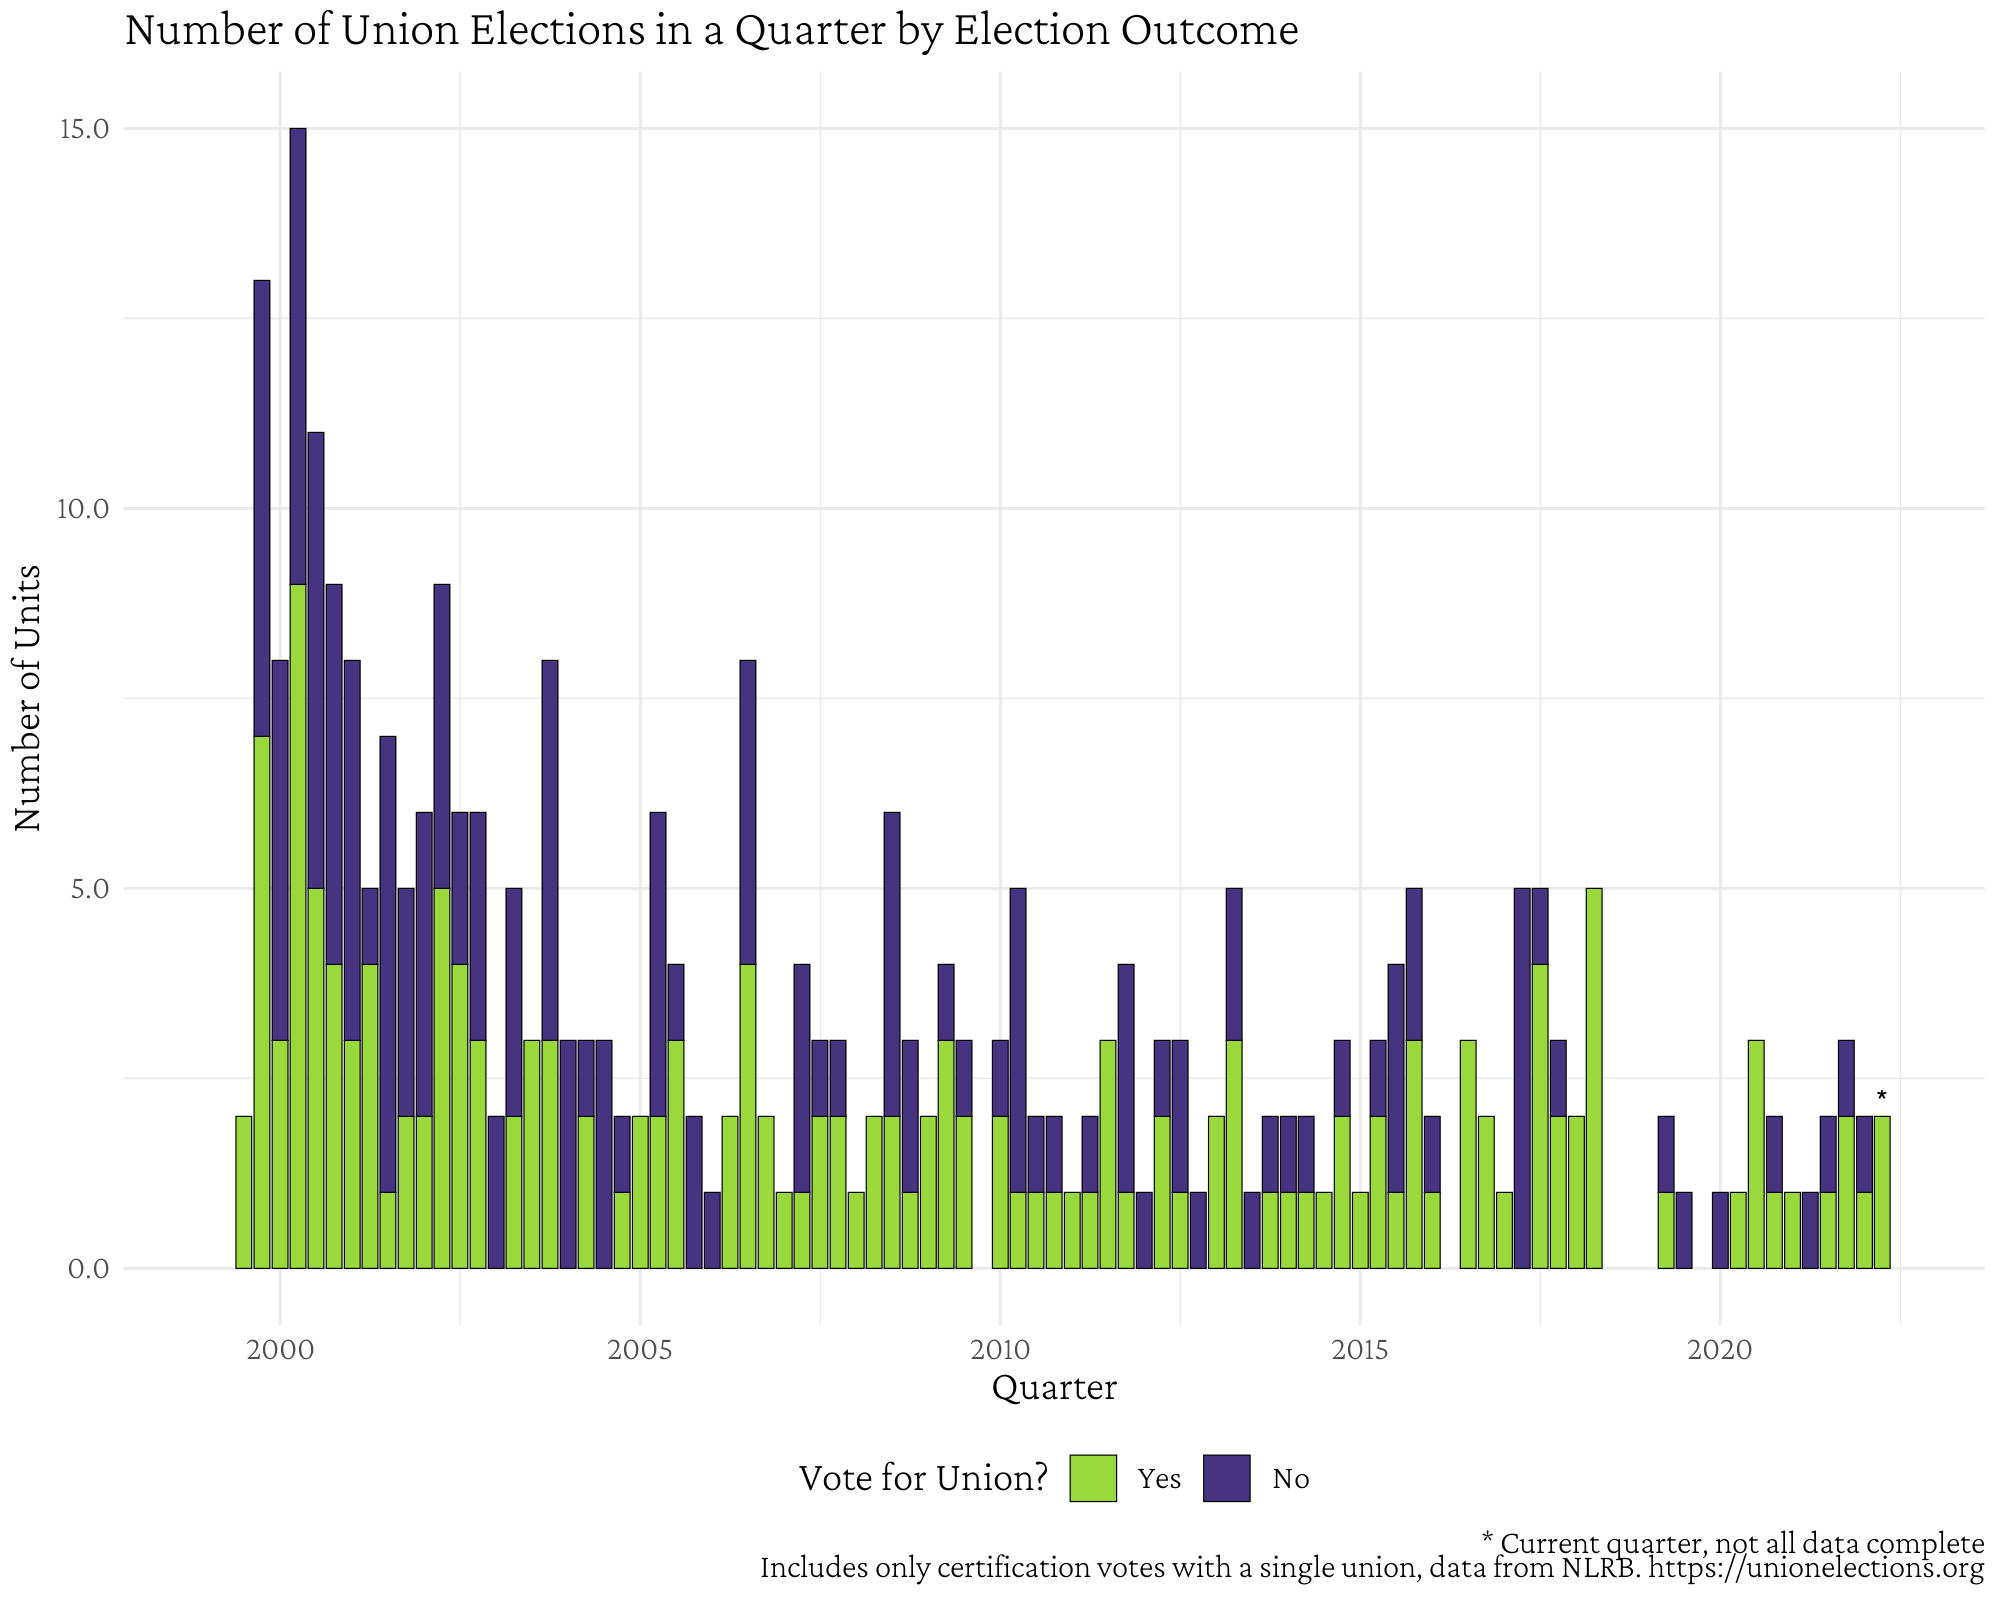 Number of Union Elections in a Quarter by Election Outcome
15.0
10.0
5.0
0.0
Number of Units
2000 2005 2010 2015 2020
*
Quarter
Vote for Union? Yes No
* Current quarter, not all data complete
Includes only certification votes with a single union, data from NLRB. https://unionelections.org